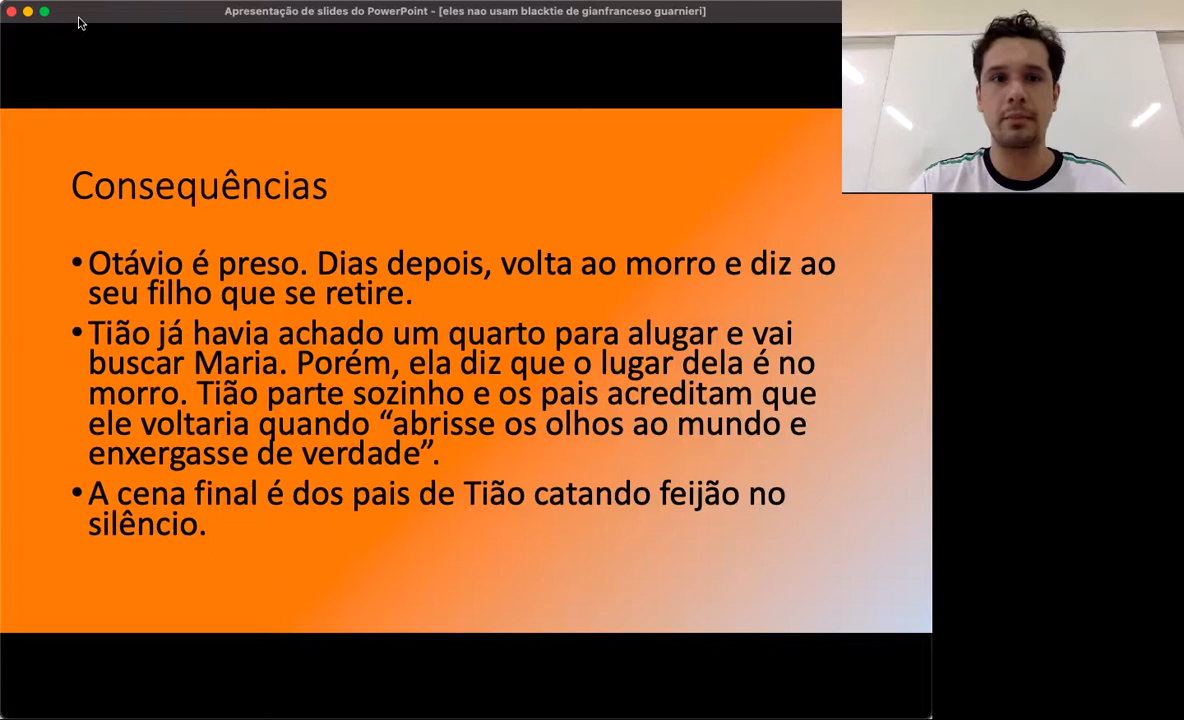 Apresentação de slides do PowerPoint - [eles nao usam blacktie de gianfranceso guarnieri]
Consequências
•Otávio é preso. Dias depois, volta ao morro e diz ao
seu filho que se retire.
•Tião já havia achado um quarto para alugar e vai
buscar Maria. Porém, ela diz que o lugar dela é no
morro. Tião parte sozinho e os pais acreditam que
ele voltaria quando “abrisse os olhos ao mundo e
enxergasse de verdade”.
•A cena final é dos pais de Tião catando feijão no
silêncio.